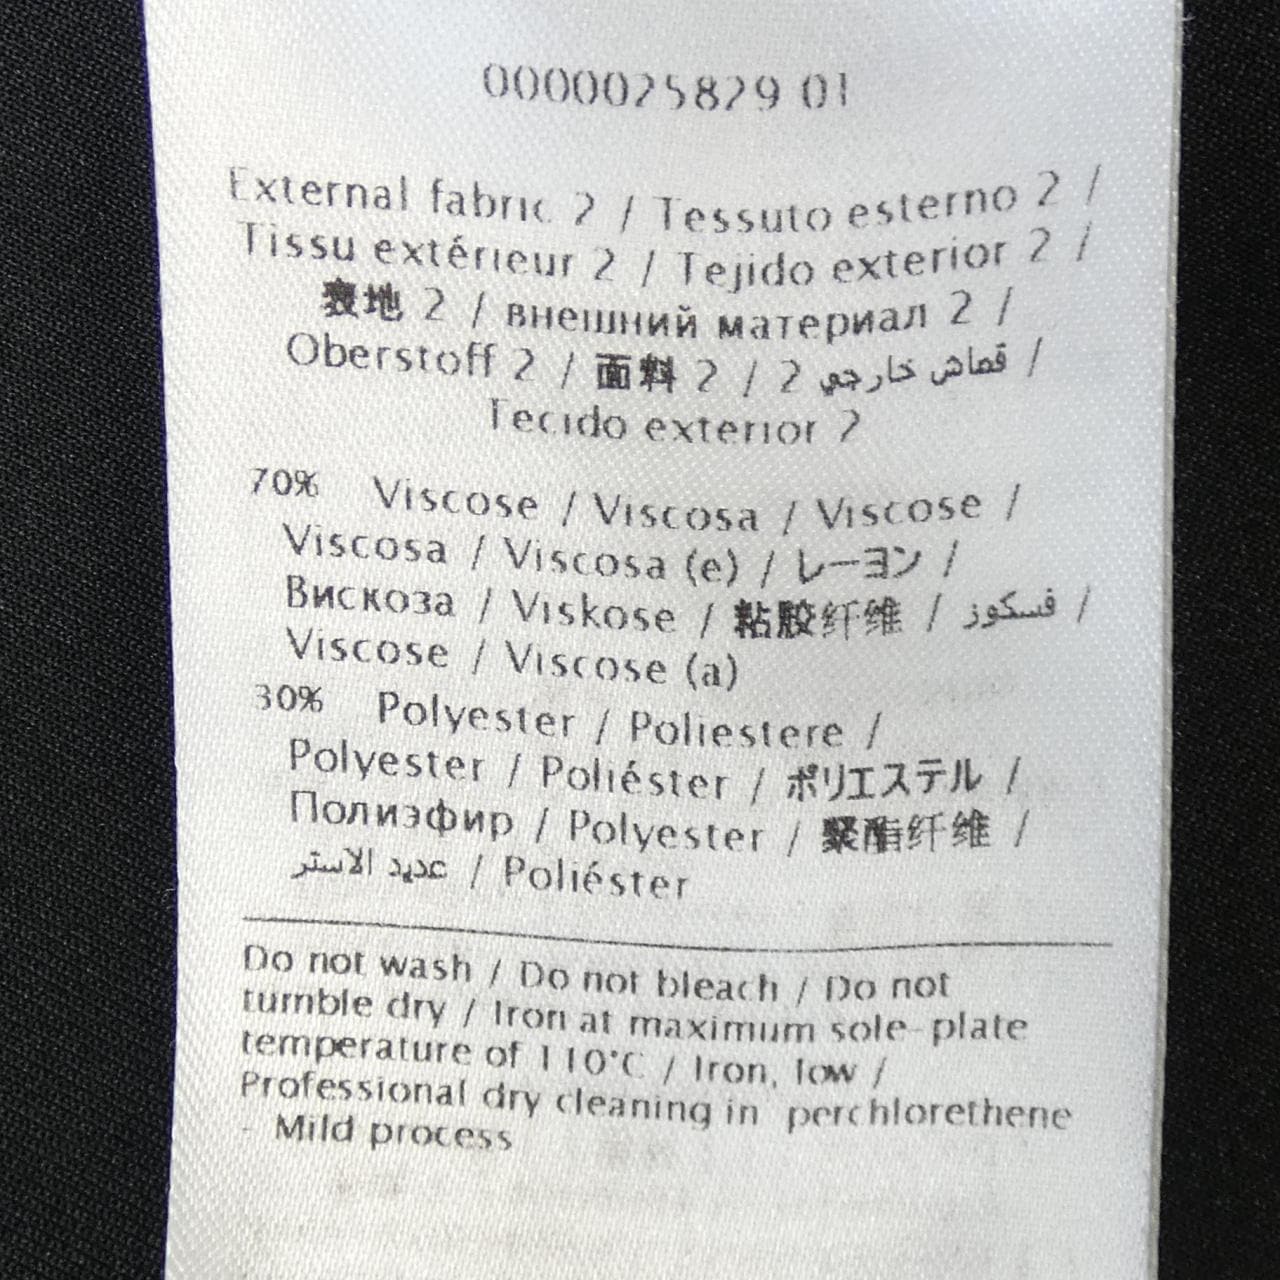 0000025829 01
External fabric 2 / Tessuto esterno 2 /
Tissu extérieur 2 / Tejido exterior 2 /
表地 2 / внешний материал 2 /
Oberstoff 2 / 面料 2 / 2 قماش خارجي /
Tecido exterior 2
70% Viscose / Viscosa / Viscose /
Viscosa / Viscosa (e) / レーヨン /
Вискоза / Viskose / 粘胶纤维 / فسكوز /
Viscose / Viscose (a)
30% Polyester / Poliestere /
Polyester / Poliéster / ポリエステル /
Полиэфир / Polyester / 聚酯纤维 /
عديد الاستر / Poliéster
Do not wash / Do not bleach / Do not
tumble dry / Iron at maximum sole-plate
temperature of 110°C / Iron, low /
Professional dry cleaning in perchlorethene
- Mild process